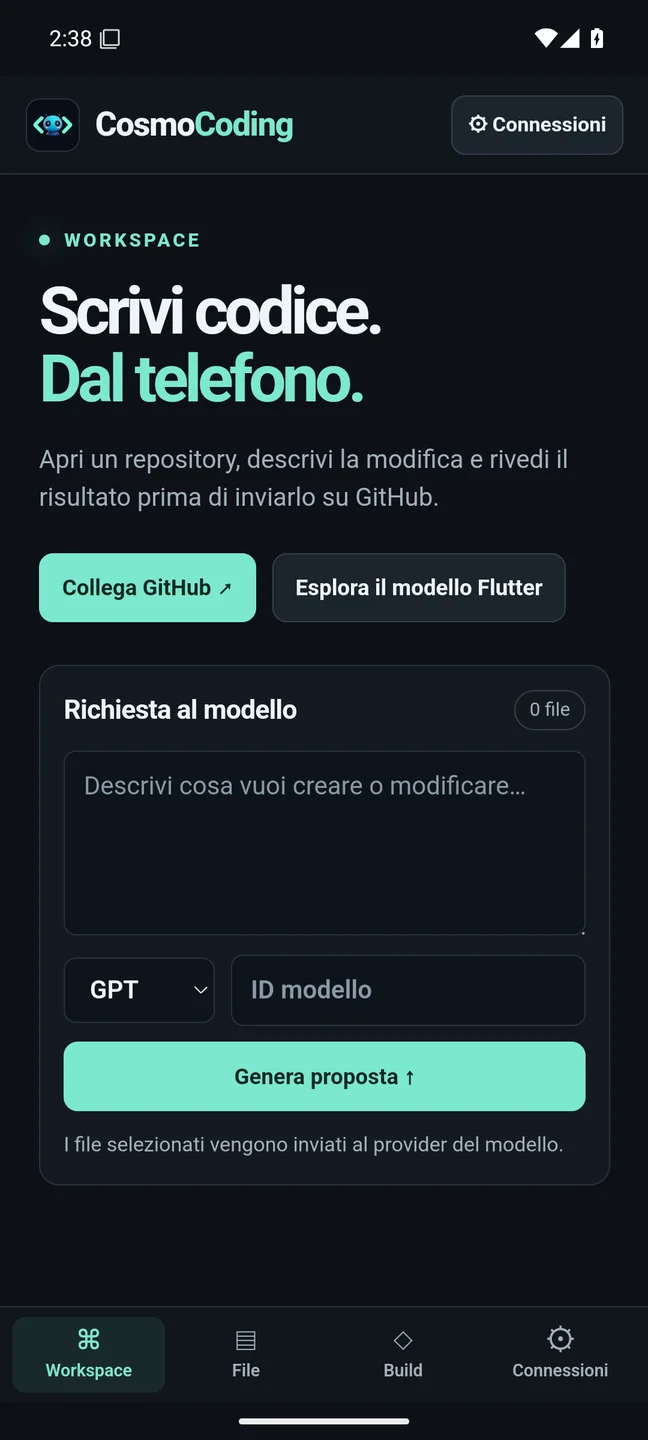 2:38
CosmoCoding
⚙ Connessioni
WORKSPACE
Scrivi codice.
Dal telefono.
Apri un repository, descrivi la modifica e rivedi il
risultato prima di inviarlo su GitHub.
Collega GitHub ↗
Esplora il modello Flutter
Richiesta al modello
0 file
Descrivi cosa vuoi creare o modificare…
GPT
ID modello
Genera proposta ↑
I file selezionati vengono inviati al provider del modello.
Workspace
File
Build
Connessioni